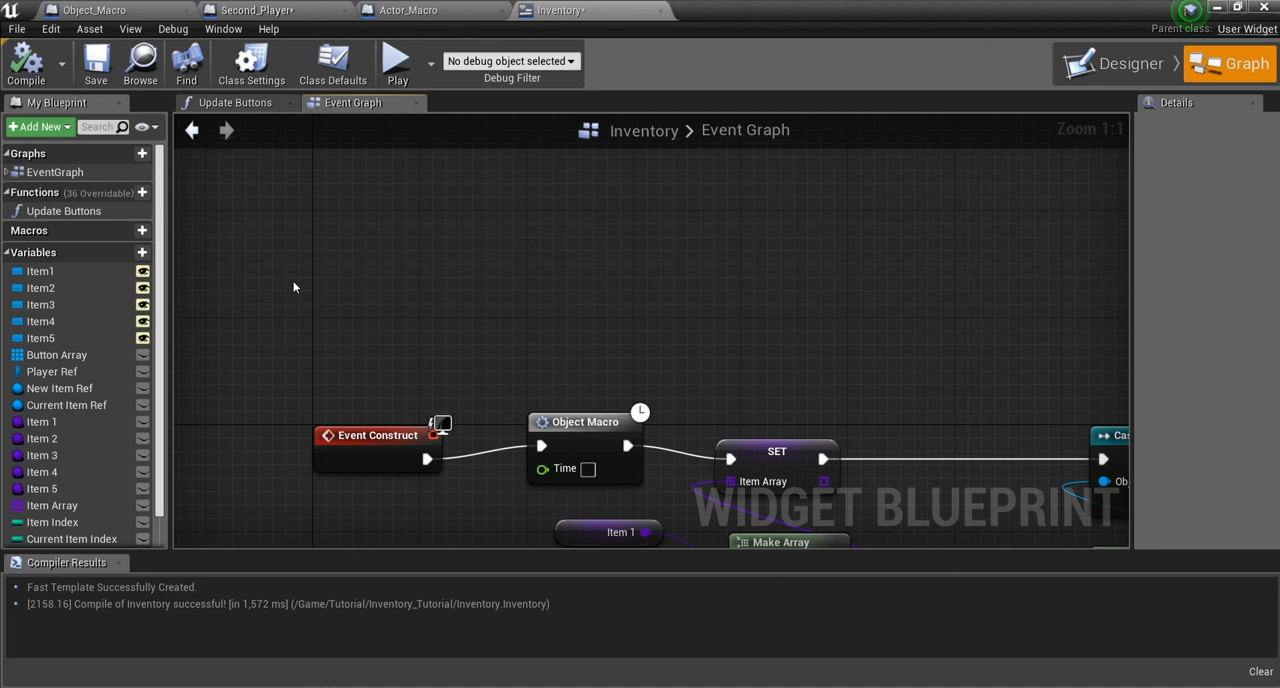 Object_Macro
Second_Player*
Actor_Macro
Inventory*
File Edit Asset View Debug Window Help
Parent class: User Widget
Compile
Save
Browse
Find
Class Settings
Class Defaults
Play
No debug object selected
Debug Filter
Designer
Graph
My Blueprint
Update Buttons
Event Graph
Details
Add New
Search
Inventory > Event Graph
Zoom 1:1
Graphs
EventGraph
Functions (36 Overridable)
Update Buttons
Macros
Variables
Item1
Item2
Item3
Item4
Item5
Button Array
Player Ref
New Item Ref
Current Item Ref
Item 1
Item 2
Item 3
Item 4
Item 5
Item Array
Item Index
Current Item Index
Event Construct
Object Macro
Time
SET
Item Array
Item 1
Make Array
Cas
Ob
WIDGET BLUEPRINT
Compiler Results
Fast Template Successfully Created.
[2158.16] Compile of Inventory successful! [in 1,572 ms] (/Game/Tutorial/Inventory_Tutorial/Inventory.Inventory)
Clear